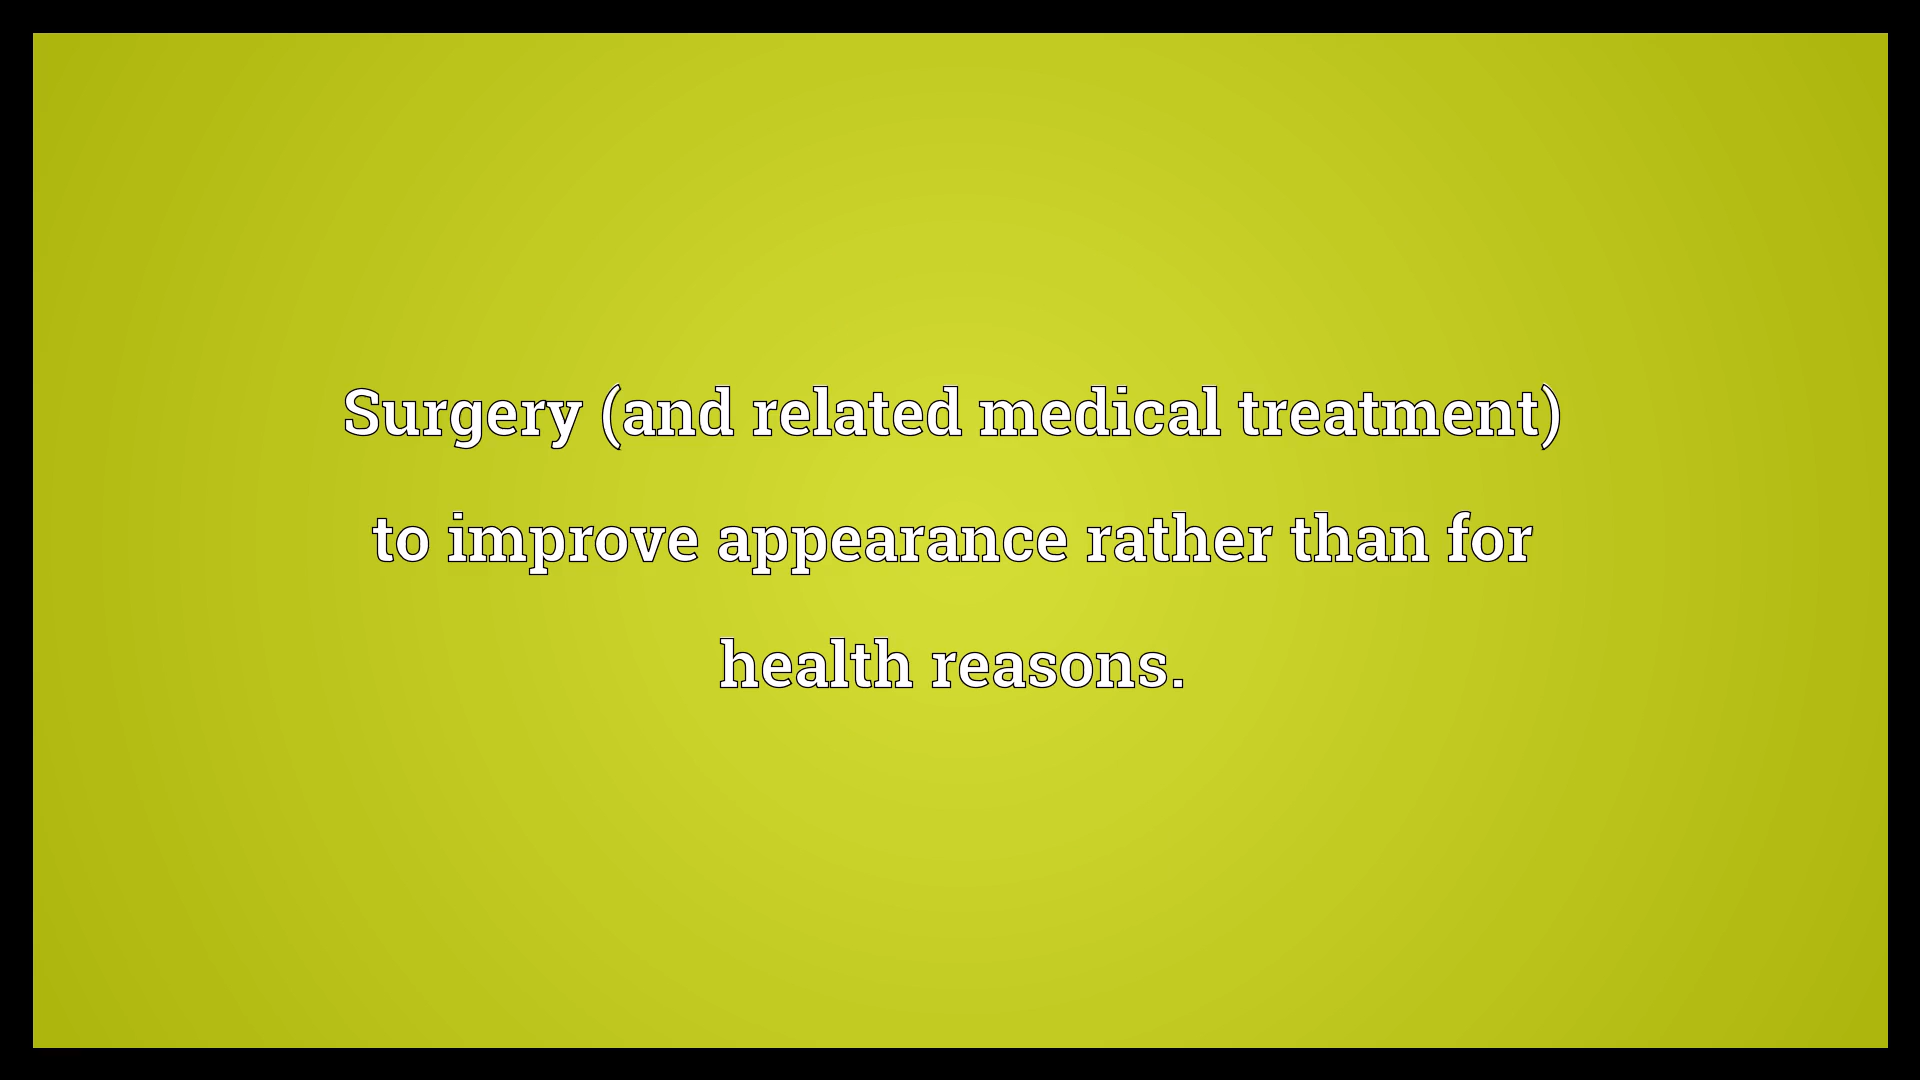 Surgery (and related medical treatment)
to improve appearance rather than for
health reasons.